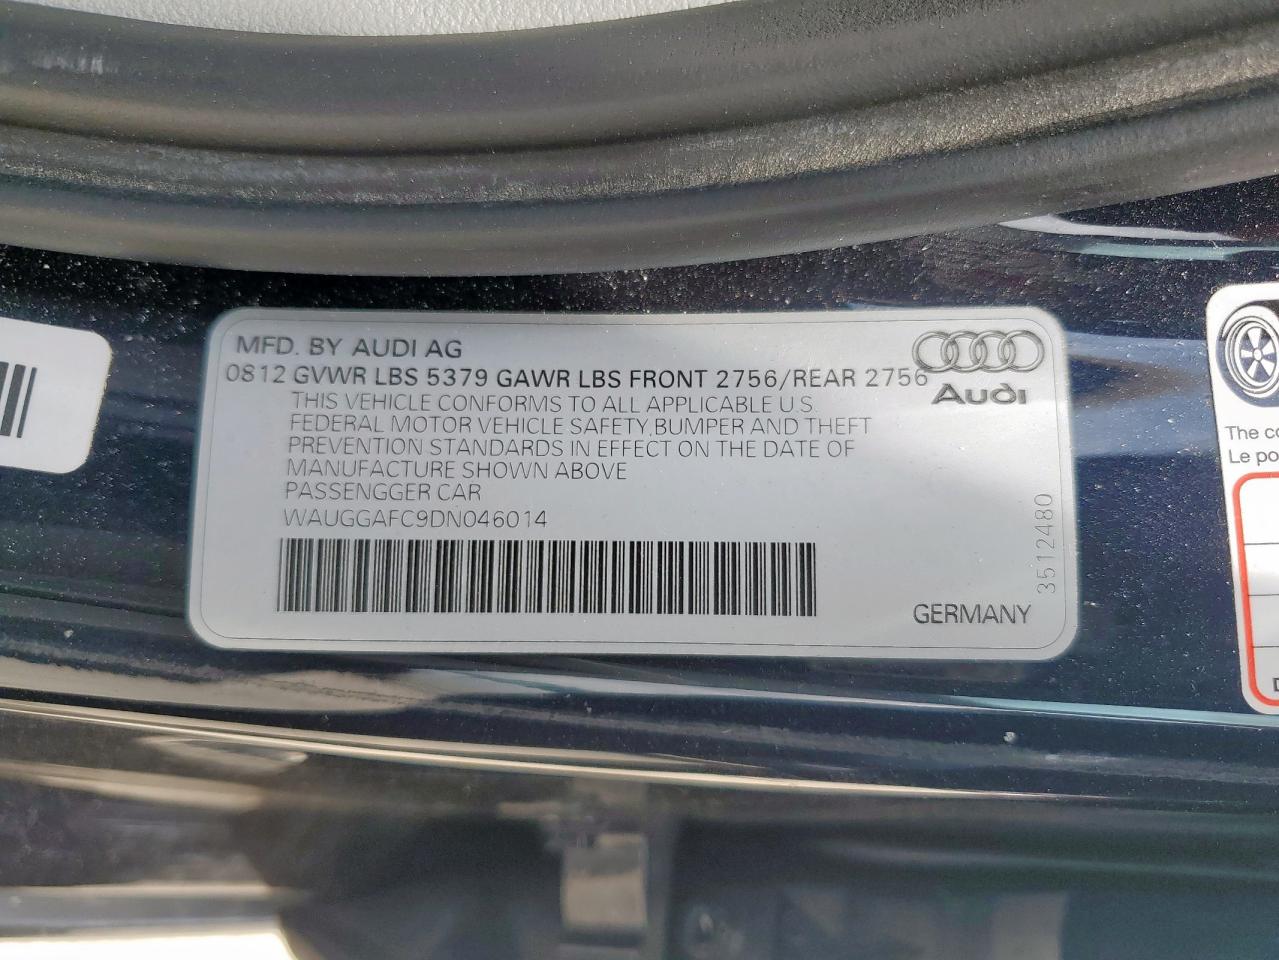 MFD. BY AUDI AG
0812 GVWR LBS 5379 GAWR LBS FRONT 2756/REAR 2756
Audi
THIS VEHICLE CONFORMS TO ALL APPLICABLE U.S.
FEDERAL MOTOR VEHICLE SAFETY, BUMPER AND THEFT
PREVENTION STANDARDS IN EFFECT ON THE DATE OF
MANUFACTURE SHOWN ABOVE
PASSENGGER CAR
WAUGGAFC9DN046014
3512480
GERMANY
The
Le